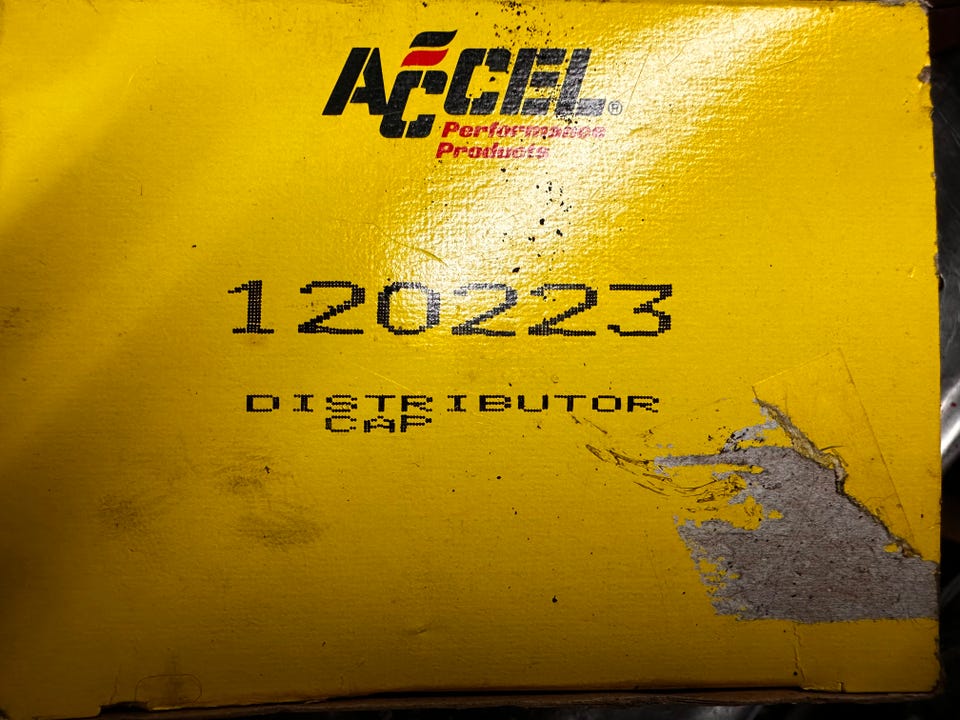 ACCEL®
Performance
Products
120223
DISTRIBUTOR
CAP